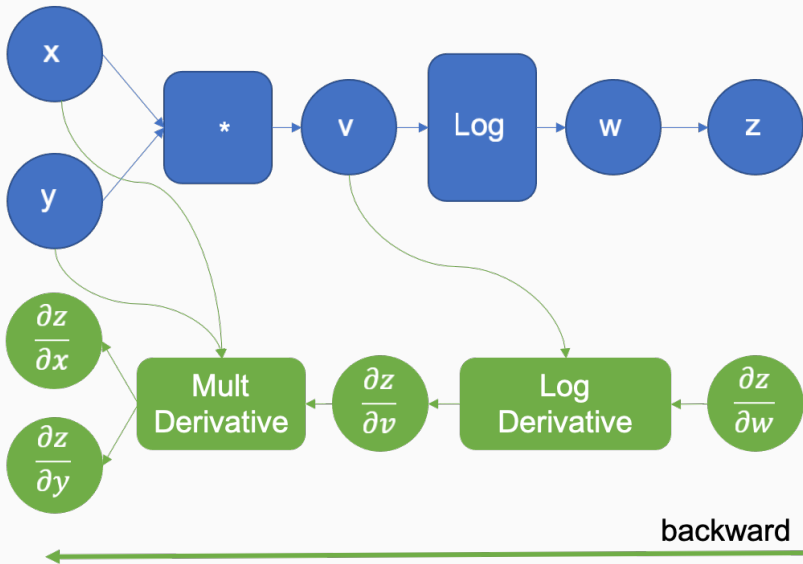 x
*
v
Log
w
z
y
∂z
∂x
Mult
Derivative
∂z
∂v
Log
Derivative
∂z
∂w
∂z
∂y
backward